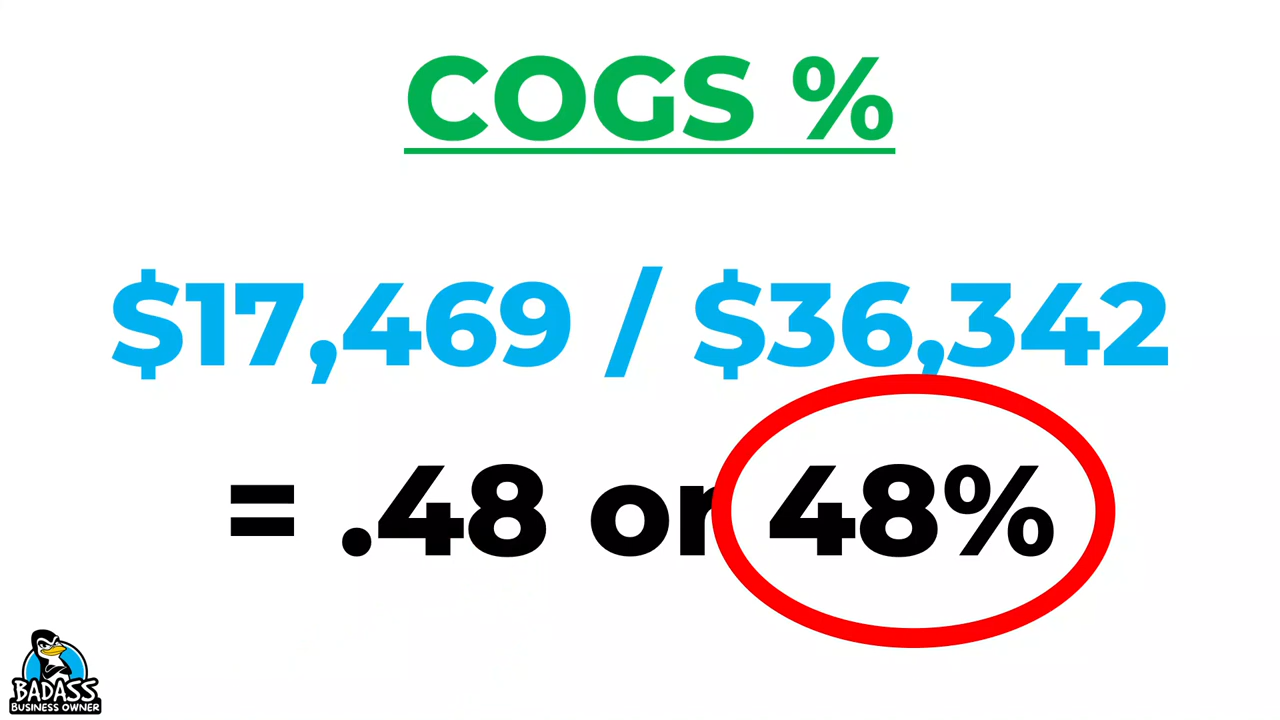 COGS %
$17,469 / $36,342
= .48 or 48%
BADASS
BUSINESS OWNER